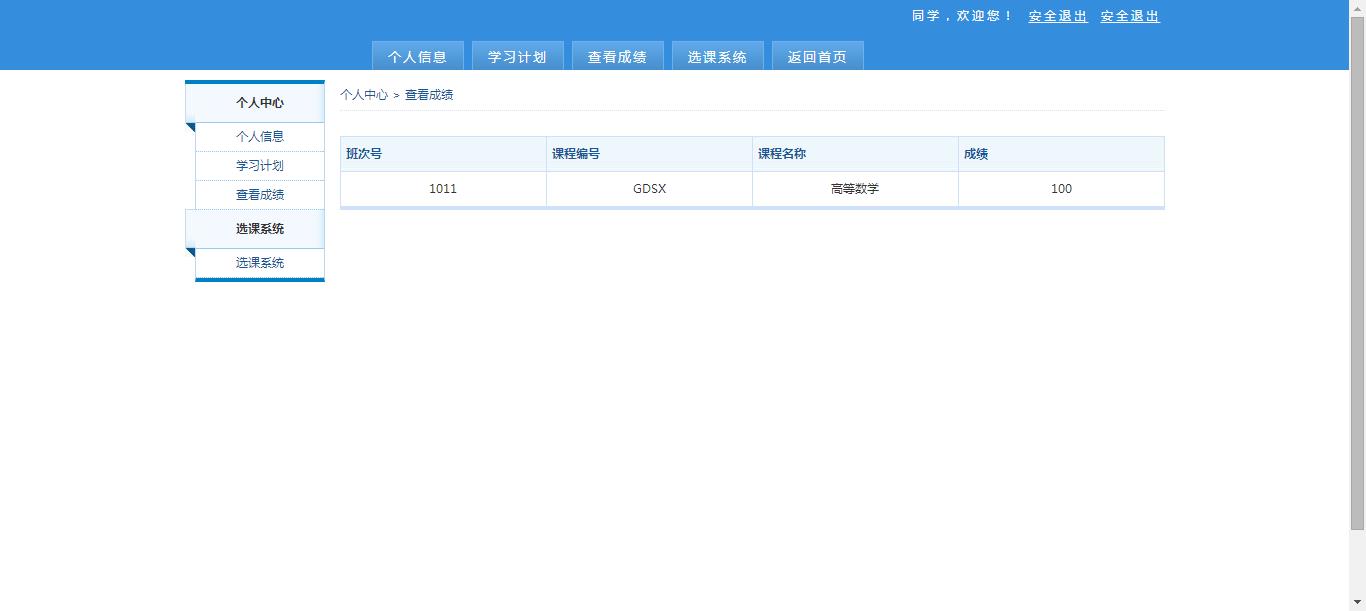 同学，欢迎您！ 安全退出 安全退出
个人信息 学习计划 查看成绩 选课系统 返回首页
个人中心
个人信息
学习计划
查看成绩
选课系统
选课系统
个人中心 > 查看成绩
班次号 课程编号 课程名称 成绩
1011 GDSX 高等数学 100